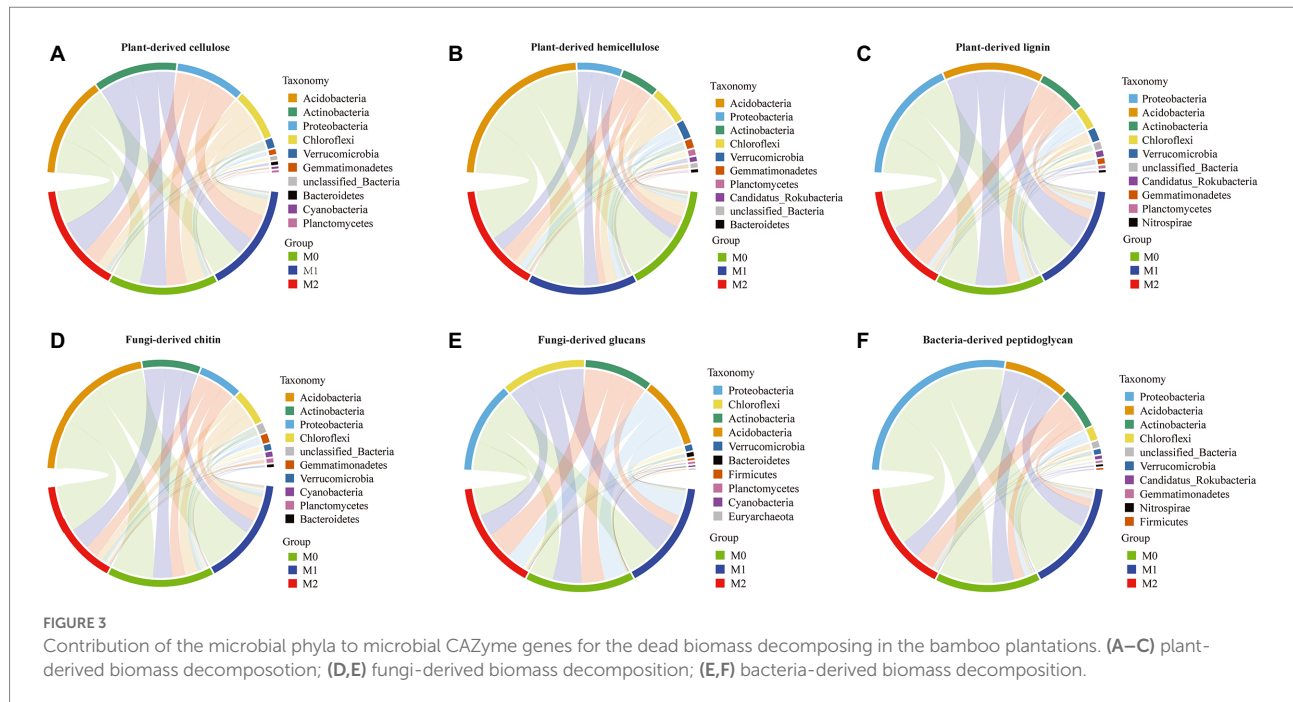 A
Plant-derived cellulose
Taxonomy
Acidobacteria
Actinobacteria
Proteobacteria
Chloroflexi
Verrucomicrobia
Gemmatimonadetes
unclassified_Bacteria
Bacteroidetes
Cyanobacteria
Planctomycetes
Group
M0
M1
M2
B
Plant-derived hemicellulose
Taxonomy
Acidobacteria
Proteobacteria
Actinobacteria
Chloroflexi
Verrucomicrobia
Gemmatimonadetes
Planctomycetes
Candidatus_Rokubacteria
unclassified_Bacteria
Bacteroidetes
Group
M0
M1
M2
C
Plant-derived lignin
Taxonomy
Proteobacteria
Acidobacteria
Actinobacteria
Chloroflexi
Verrucomicrobia
unclassified_Bacteria
Candidatus_Rokubacteria
Gemmatimonadetes
Planctomycetes
Nitrospirae
Group
M0
M1
M2
D
Fungi-derived chitin
Taxonomy
Acidobacteria
Actinobacteria
Proteobacteria
Chloroflexi
unclassified_Bacteria
Gemmatimonadetes
Verrucomicrobia
Cyanobacteria
Planctomycetes
Bacteroidetes
Group
M0
M1
M2
E
Fungi-derived glucans
Taxonomy
Proteobacteria
Chloroflexi
Actinobacteria
Acidobacteria
Verrucomicrobia
Bacteroidetes
Firmicutes
Planctomycetes
Cyanobacteria
Euryarchaeota
Group
M0
M1
M2
F
Bacteria-derived peptidoglycan
Taxonomy
Proteobacteria
Acidobacteria
Actinobacteria
Chloroflexi
unclassified_Bacteria
Verrucomicrobia
Candidatus_Rokubacteria
Gemmatimonadetes
Nitrospirae
Firmicutes
Group
M0
M1
M2
FIGURE 3
Contribution of the microbial phyla to microbial CAZyme genes for the dead biomass decomposing in the bamboo plantations. (A–C) plant-
derived biomass decomposotion; (D,E) fungi-derived biomass decomposition; (E,F) bacteria-derived biomass decomposition.